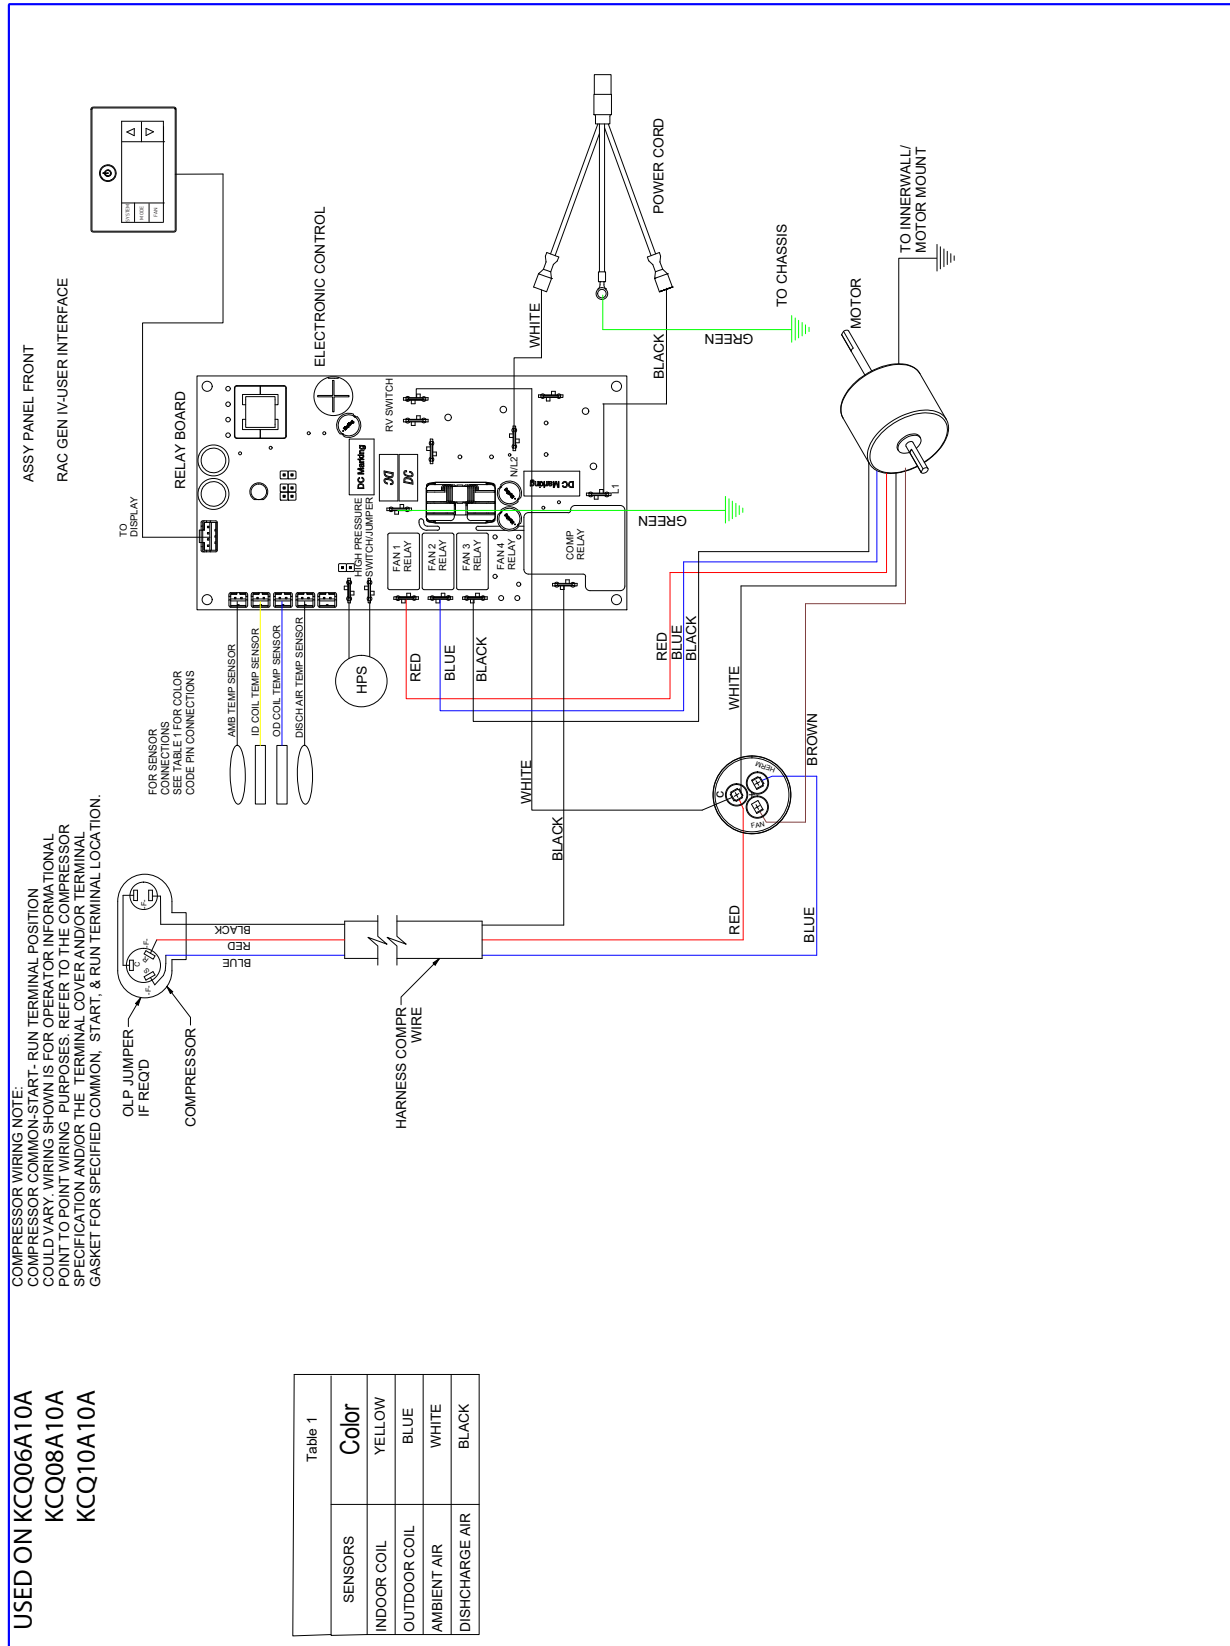 USED ON KCQ06A10A
KCQ08A10A
KCQ10A10A
COMPRESSOR WIRING NOTE:
COMPRESSOR COMMON-START- RUN TERMINAL POSITION
COULD VARY. WIRING SHOWN IS FOR OPERATOR INFORMATIONAL
POINT TO POINT WIRING PURPOSES. REFER TO THE COMPRESSOR
SPECIFICATION AND/OR THE TERMINAL COVER AND/OR TERMINAL
GASKET FOR SPECIFIED COMMON, START, & RUN TERMINAL LOCATION.
ASSY PANEL FRONT
RAC GEN IV-USER INTERFACE
SYSTEM
MODE
FAN
TO
DISPLAY
RELAY BOARD
ELECTRONIC CONTROL
FOR SENSOR
CONNECTIONS
SEE TABLE 1 FOR COLOR
CODE PIN CONNECTIONS
AMB TEMP SENSOR
ID COIL TEMP SENSOR
OD COIL TEMP SENSOR
DISCH AIR TEMP SENSOR
OLP JUMPER
IF REQ'D
COMPRESSOR
C
R
S
-F-
-F-
-F-
BLACK
RED
BLUE
HARNESS COMPR
WIRE
HPS
HIGH PRESSURE
SWITCH/JUMPER
DC Marking
DC
DC
RV SWITCH
FAN 1
RELAY
FAN 2
RELAY
FAN 3
RELAY
FAN 4
RELAY
COMP
RELAY
N/L2
DC Marking
L1
RED
BLUE
BLACK
WHITE
BLACK
WHITE
BLACK
POWER CORD
GREEN
TO CHASSIS
GREEN
RED
BLUE
BLACK
WHITE
BROWN
MOTOR
TO INNERWALL/
MOTOR MOUNT
C
HERM
FAN
RED
BLUE
Table 1
SENSORS Color
INDOOR COIL YELLOW
OUTDOOR COIL BLUE
AMBIENT AIR WHITE
DISHCHARGE AIR BLACK